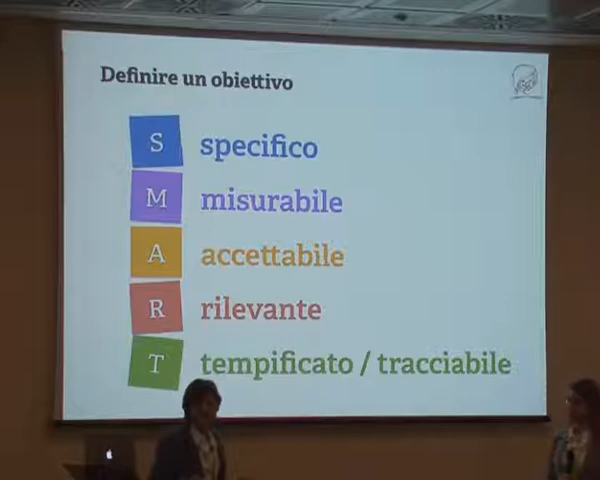 Definire un obiettivo
S specifico
M misurabile
A accettabile
R rilevante
T tempificato / tracciabile